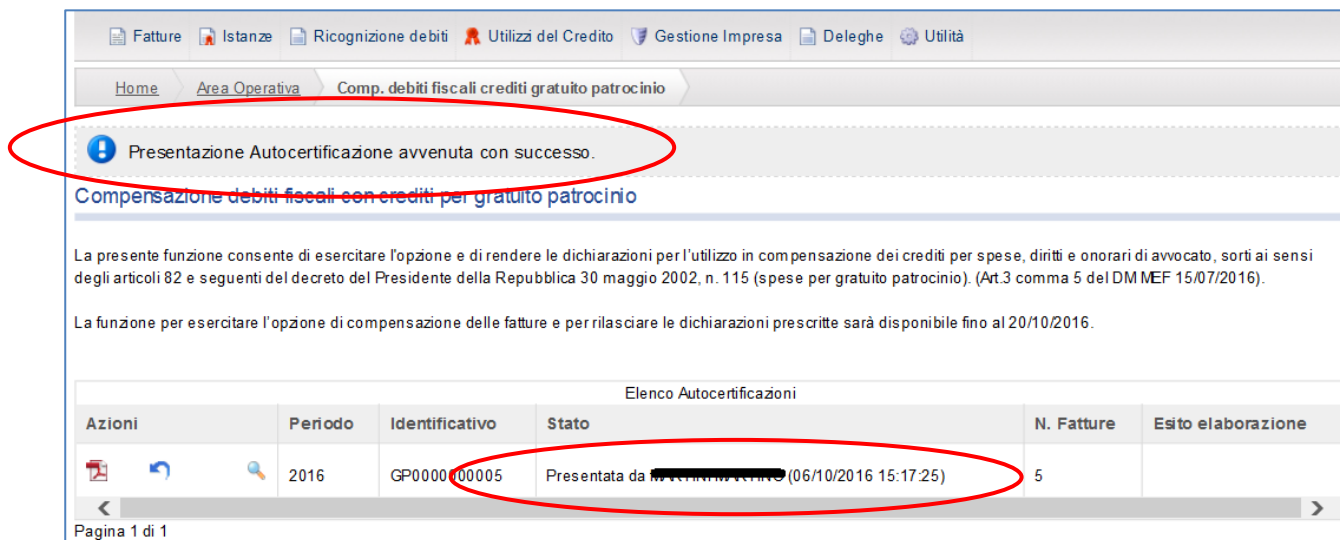 Fatture Istanze Ricognizione debiti Utilizzi del Credito Gestione Impresa Deleghe Utilità
Home Area Operativa Comp. debiti fiscali crediti gratuito patrocinio
Presentazione Autocertificazione avvenuta con successo.
Compensazione debiti fiscali con crediti per gratuito patrocinio
La presente funzione consente di esercitare l'opzione e di rendere le dichiarazioni per l'utilizzo in compensazione dei crediti per spese, diritti e onorari di avvocato, sorti ai sensi
degli articoli 82 e seguenti del decreto del Presidente della Repubblica 30 maggio 2002, n. 115 (spese per gratuito patrocinio). (Art.3 comma 5 del DM MEF 15/07/2016).
La funzione per esercitare l'opzione di compensazione delle fatture e per rilasciare le dichiarazioni prescritte sarà disponibile fino al 20/10/2016.
Elenco Autocertificazioni
Azioni Periodo Identificativo Stato N. Fatture Esito elaborazione
2016 GP0000000005 Presentata da (06/10/2016 15:17:25) 5
Pagina 1 di 1